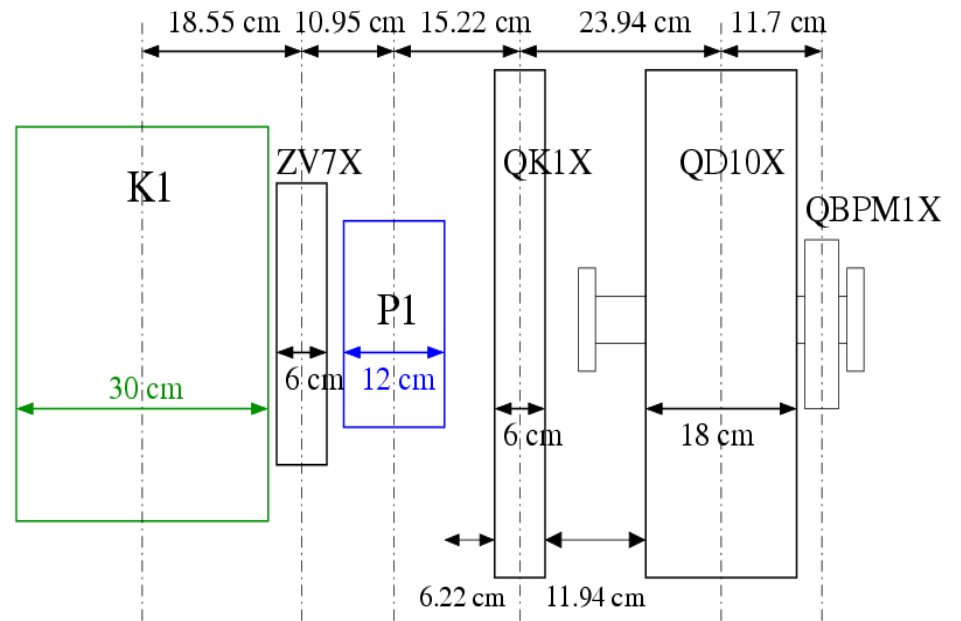 18.55 cm 10.95 cm 15.22 cm 23.94 cm 11.7 cm
ZV7X QK1X QD10X
K1
QBPM1X
P1
6 cm 12 cm
30 cm
6 cm 18 cm
6.22 cm 11.94 cm